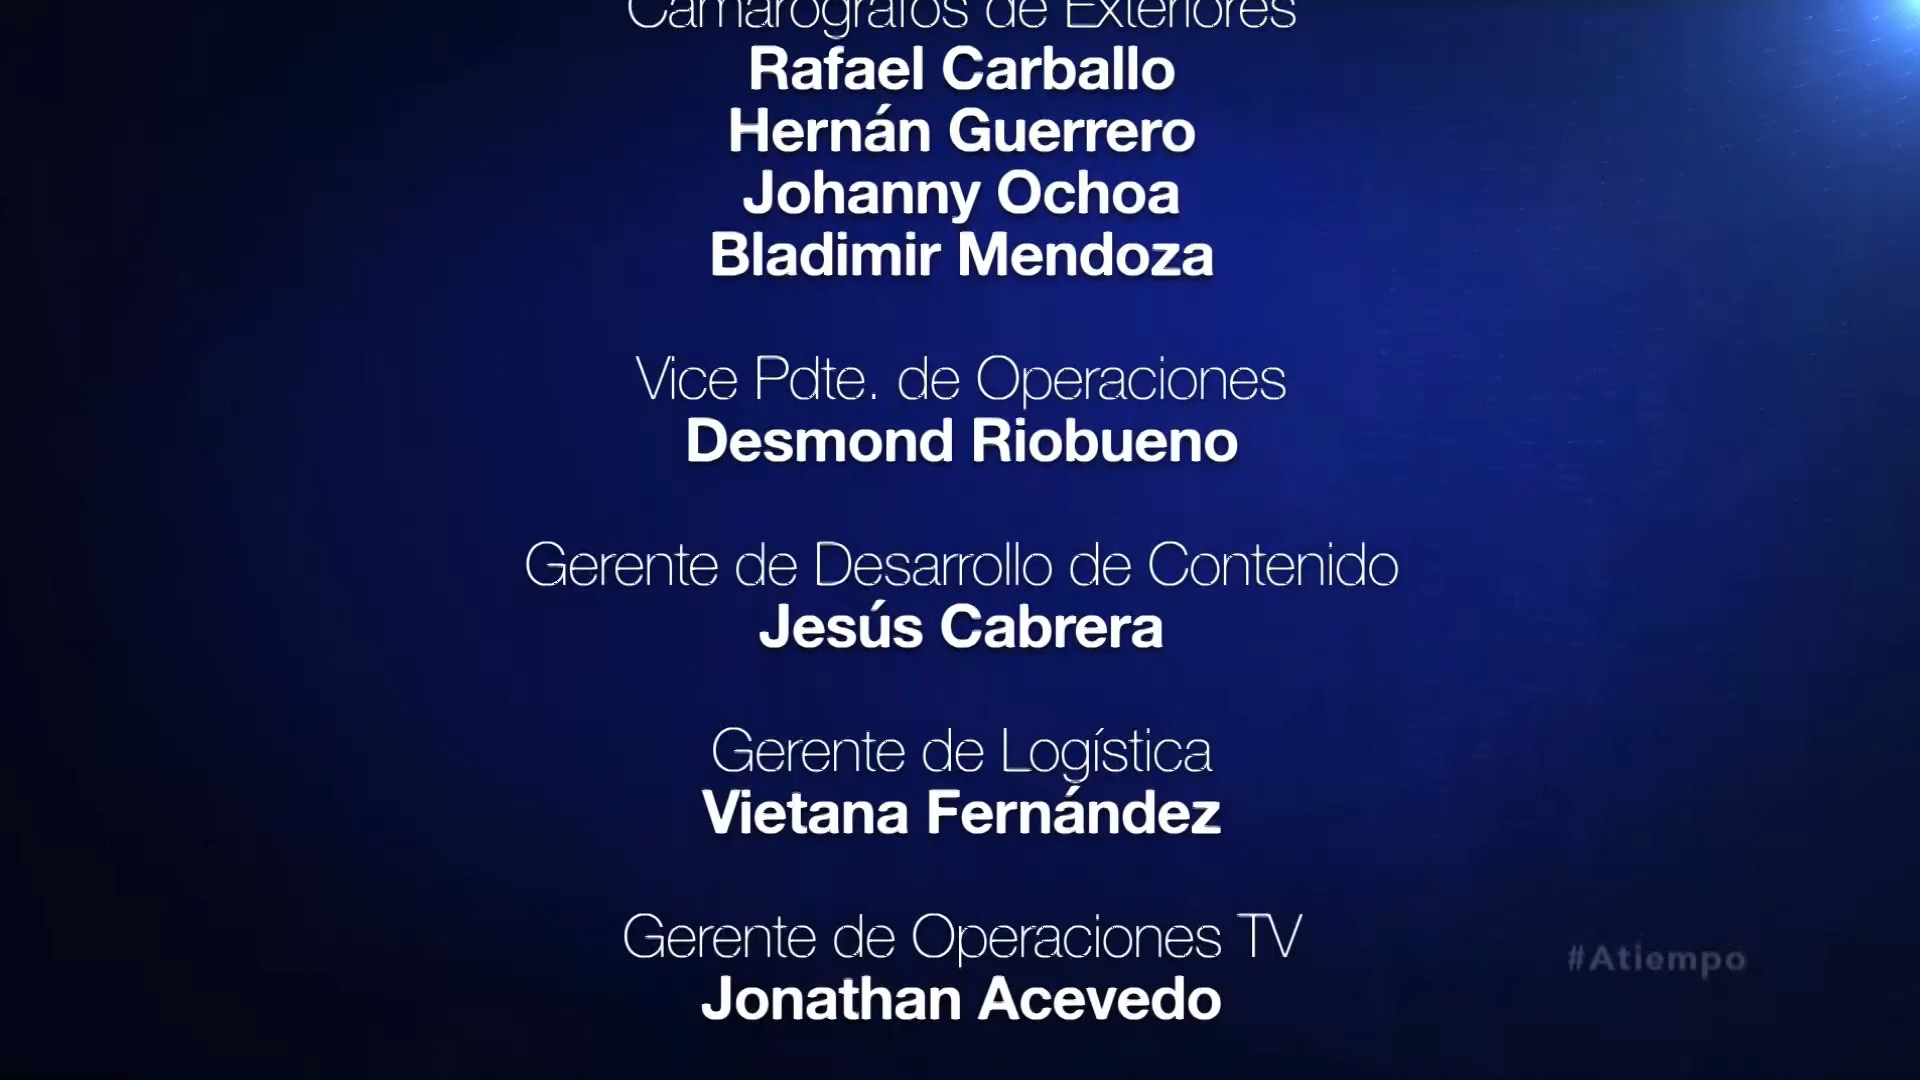 Camarógrafos de Exteriores
Rafael Carballo
Hernán Guerrero
Johanny Ochoa
Bladimir Mendoza
Vice Pdte. de Operaciones
Desmond Riobueno
Gerente de Desarrollo de Contenido
Jesús Cabrera
Gerente de Logística
Vietana Fernández
Gerente de Operaciones TV
#Atiempo
Jonathan Acevedo